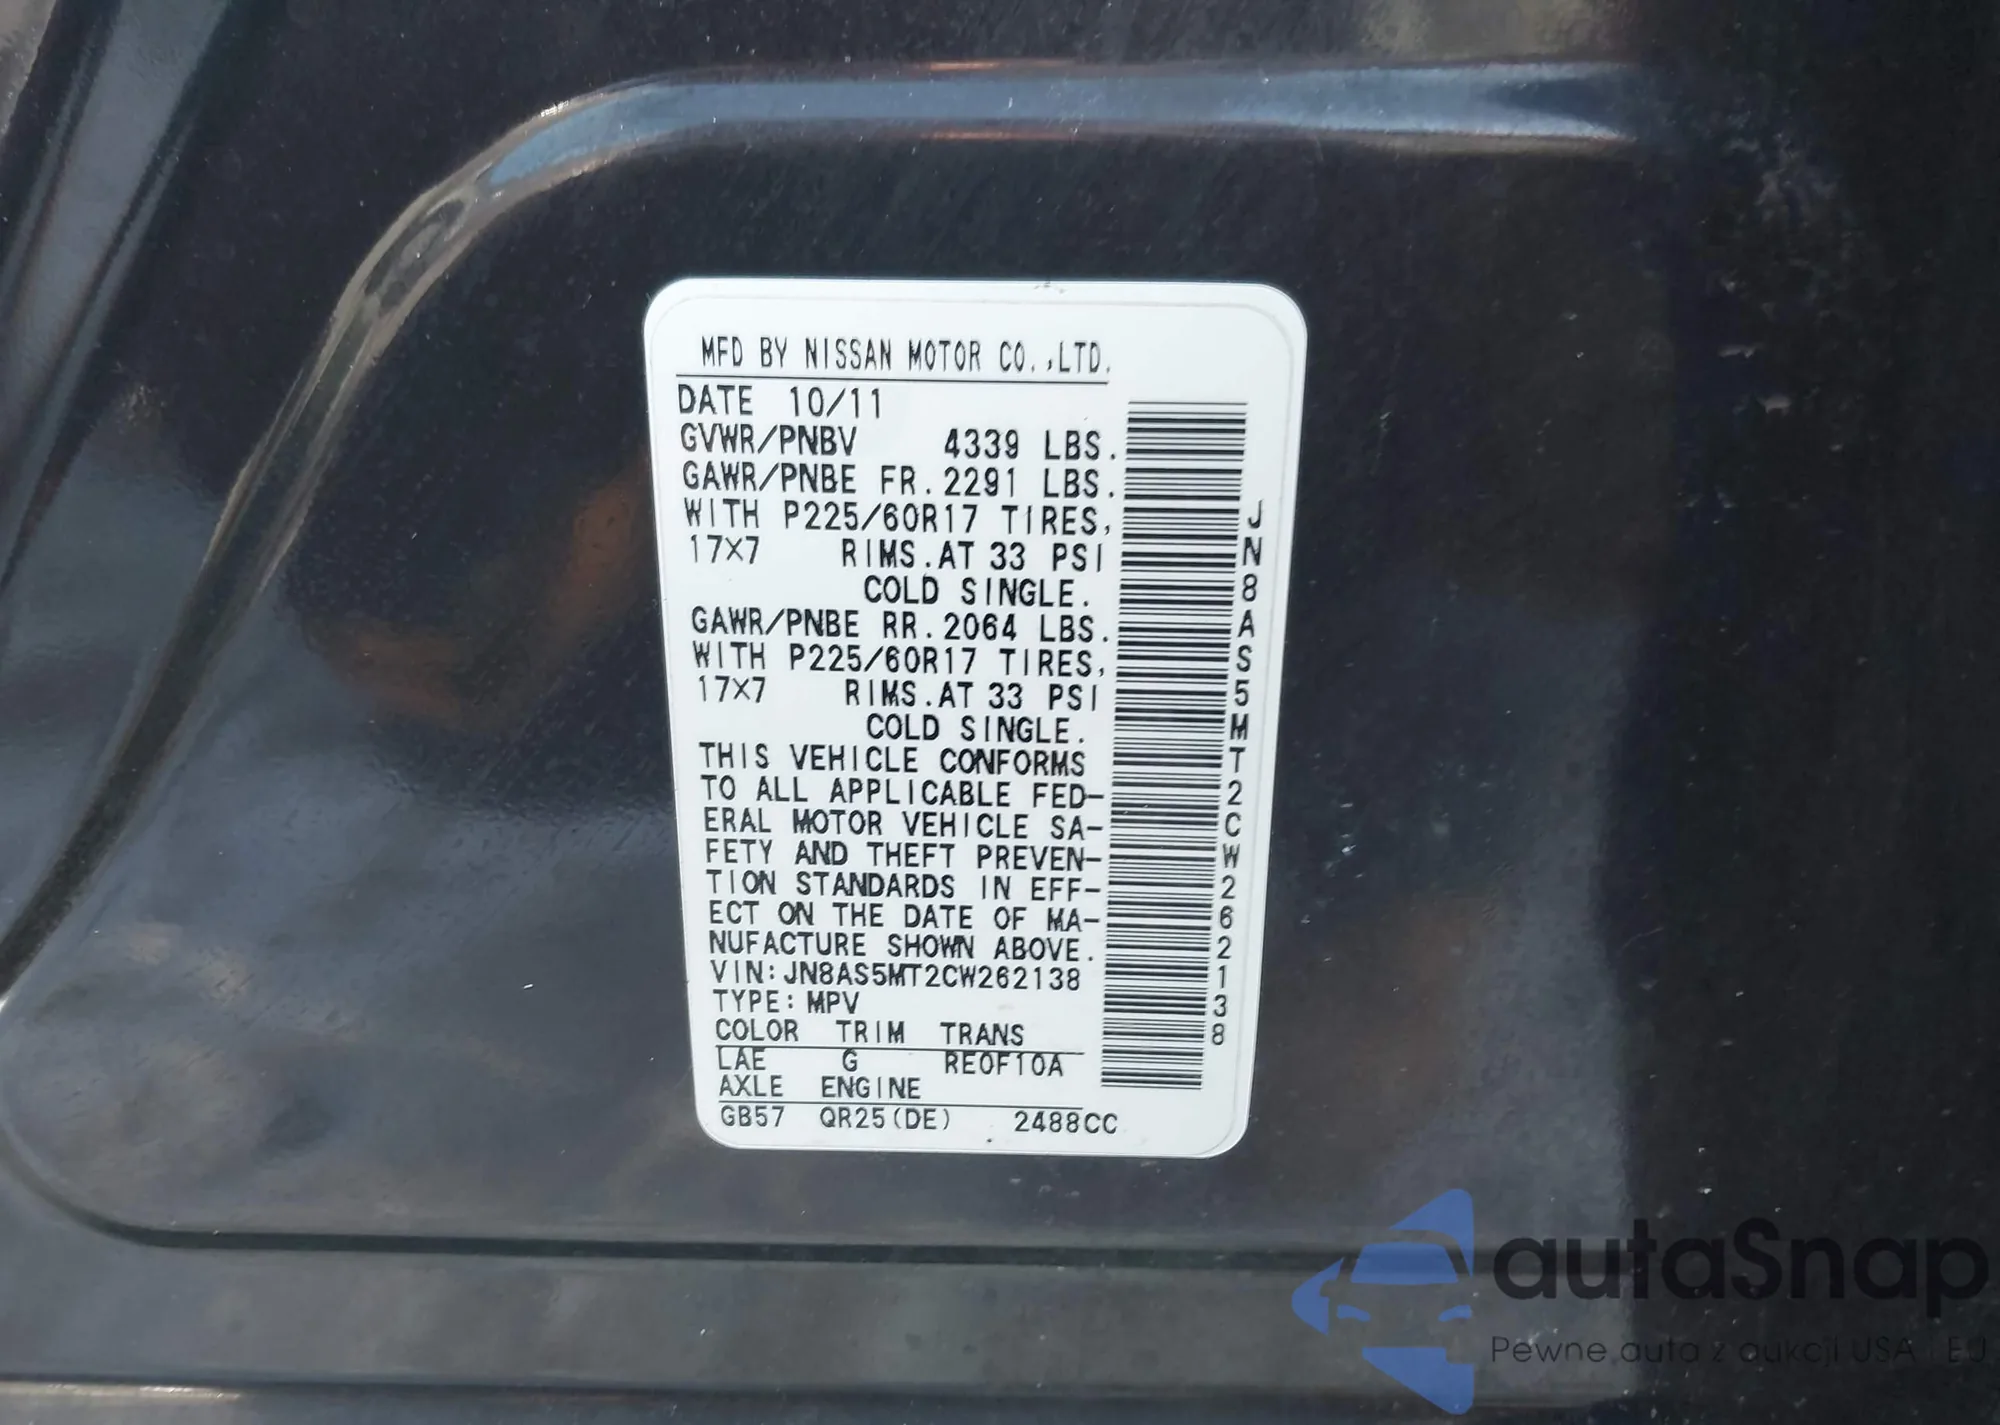 MFD BY NISSAN MOTOR CO.,LTD.
DATE 10/11
GVWR/PNBV 4339 LBS.
GAWR/PNBE FR.2291 LBS.
WITH P225/60R17 TIRES,
17X7 RIMS.AT 33 PSI
COLD SINGLE.
GAWR/PNBE RR.2064 LBS.
WITH P225/60R17 TIRES,
17X7 RIMS.AT 33 PSI
COLD SINGLE.
THIS VEHICLE CONFORMS
TO ALL APPLICABLE FED-
ERAL MOTOR VEHICLE SA-
FETY AND THEFT PREVEN-
TION STANDARDS IN EFF-
ECT ON THE DATE OF MA-
NUFACTURE SHOWN ABOVE.
VIN:JN8AS5MT2CW262138
TYPE:MPV
COLOR TRIM TRANS
LAE G RE0F10A
AXLE ENGINE
GB57 QR25(DE) 2488CC
JN8AS5MT2CW262138
autoSnap
Pewne auta z aukcji USA i EU